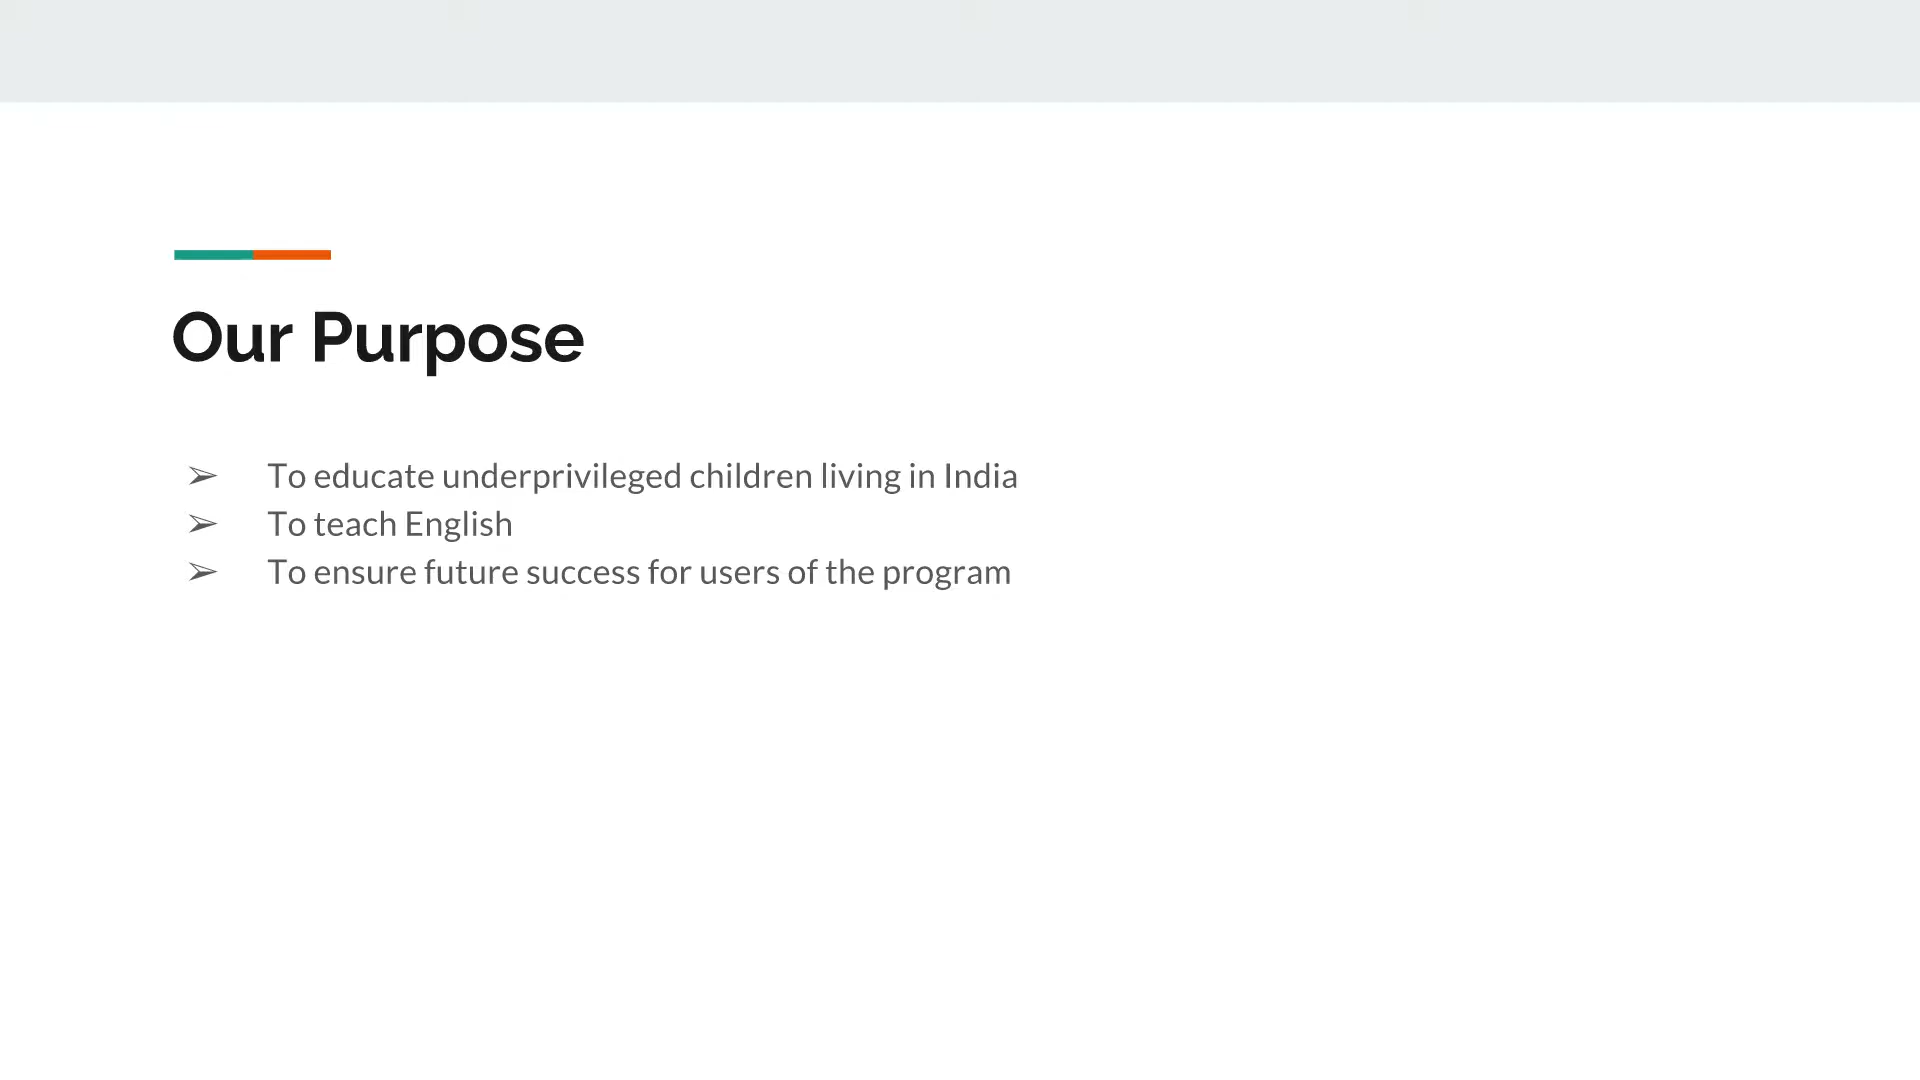 Our Purpose
➢ To educate underprivileged children living in India
➢ To teach English
➢ To ensure future success for users of the program